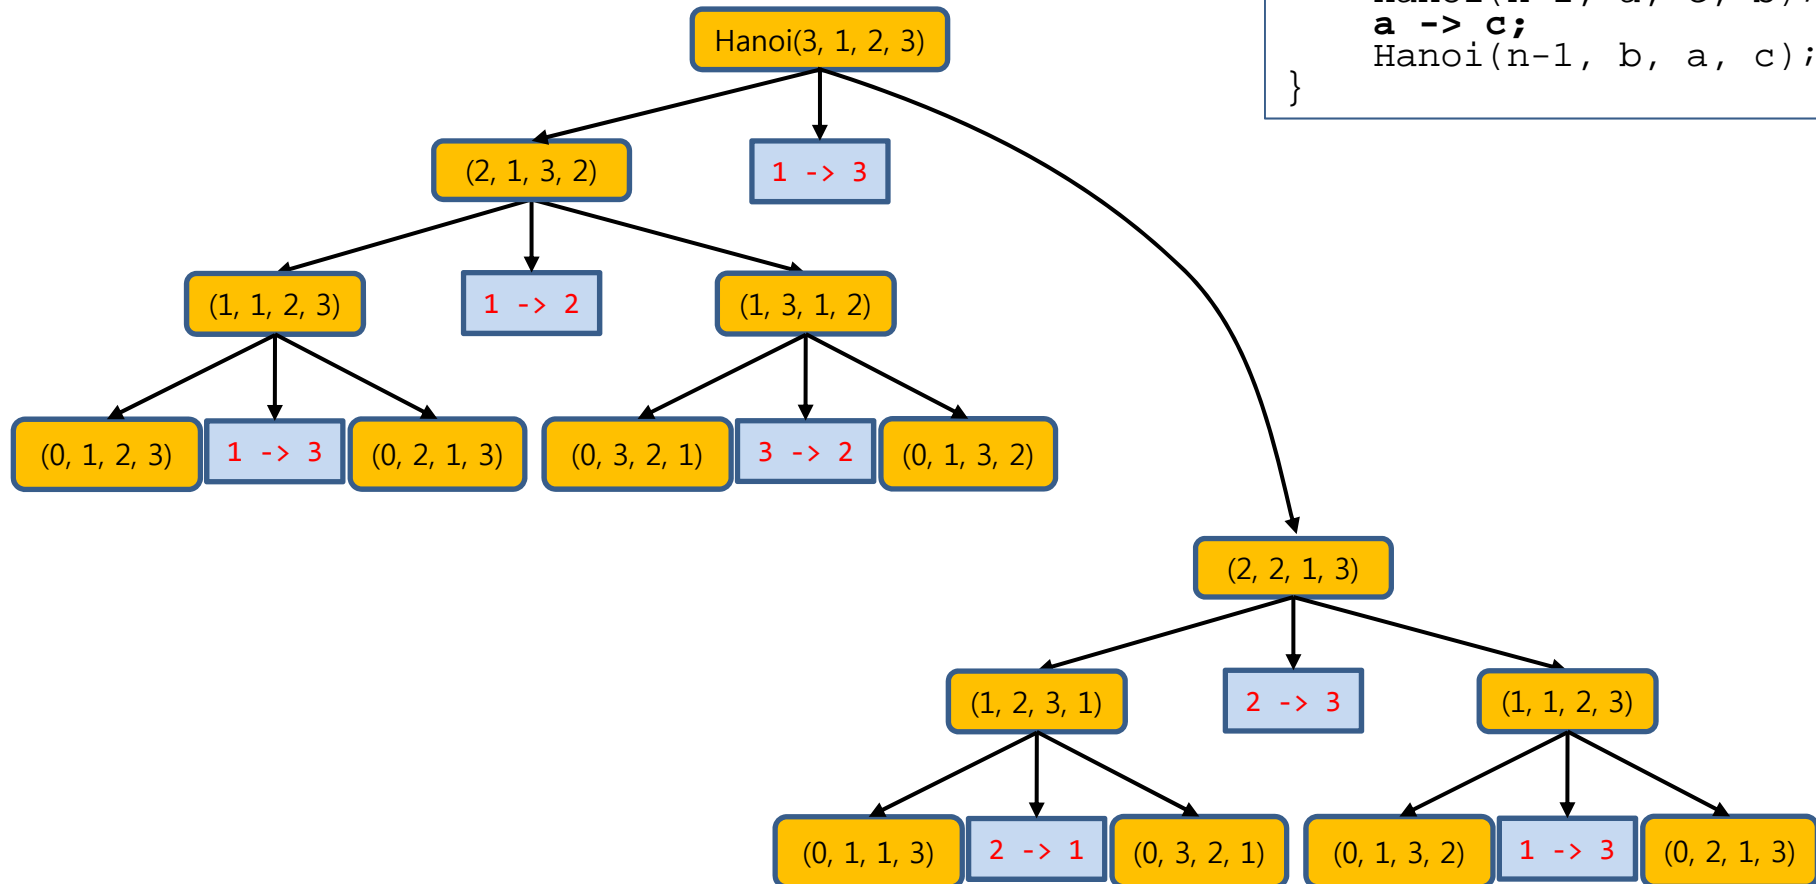 Hanoi(n-1, a, c, b);
a -> c;
Hanoi(n-1, b, a, c);
}
Hanoi(3, 1, 2, 3)
(2, 1, 3, 2)
1 -> 3
(1, 1, 2, 3)
1 -> 2
(1, 3, 1, 2)
(0, 1, 2, 3)
1 -> 3
(0, 2, 1, 3)
(0, 3, 2, 1)
3 -> 2
(0, 1, 3, 2)
(2, 2, 1, 3)
(1, 2, 3, 1)
2 -> 3
(1, 1, 2, 3)
(0, 1, 1, 3)
2 -> 1
(0, 3, 2, 1)
(0, 1, 3, 2)
1 -> 3
(0, 2, 1, 3)